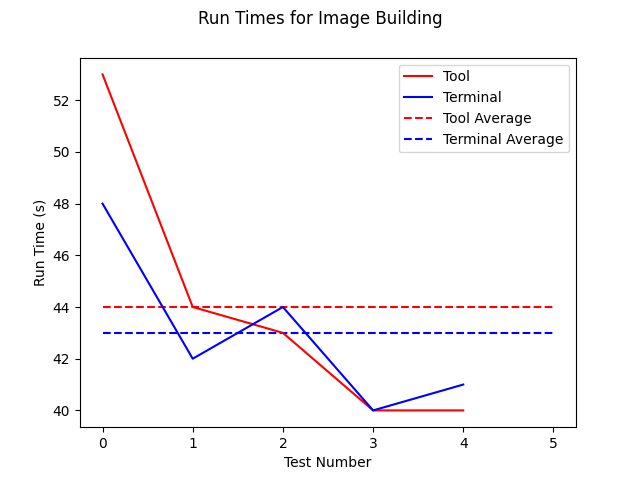 Run Times for Image Building
Tool
Terminal
Tool Average
Terminal Average
52
50
48
46
44
42
40
Run Time (s)
0 1 2 3 4 5
Test Number